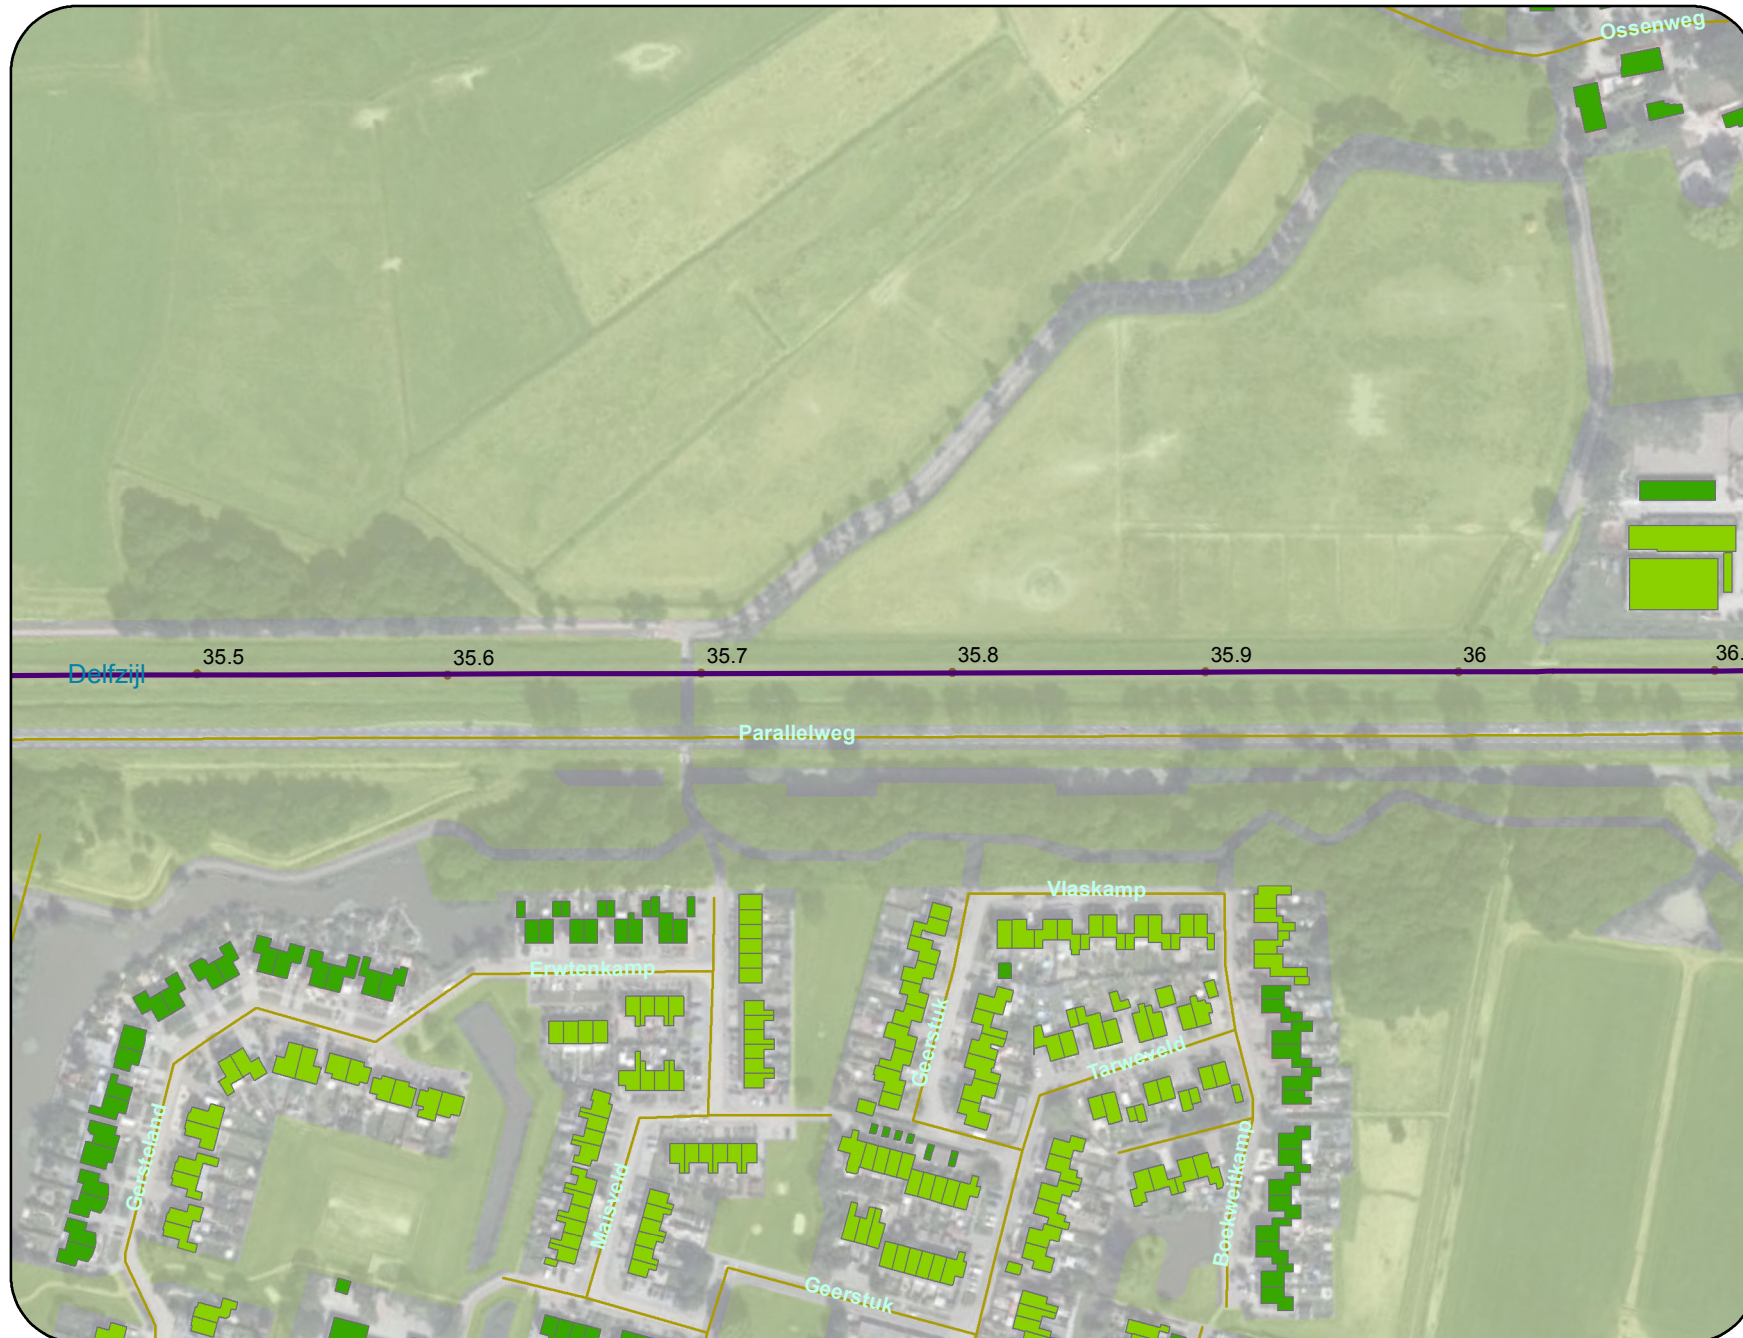 Ossenweg
35.5
35.6
35.7
35.8
35.9
36
36.
Delfzijl
Parallelweg
Vlaskamp
Erwtenkamp
Geerstuk
Tarweveld
Gersteland
Maisveld
Boekweitkamp
Geerstuk